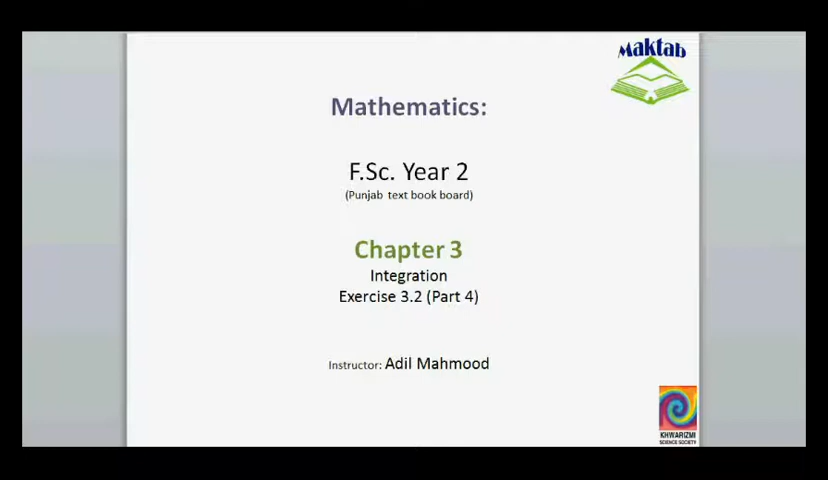 Maktab
Mathematics:
F.Sc. Year 2
(Punjab text book board)
Chapter 3
Integration
Exercise 3.2 (Part 4)
Instructor: Adil Mahmood
KHWARIZMI
SCIENCE SOCIETY